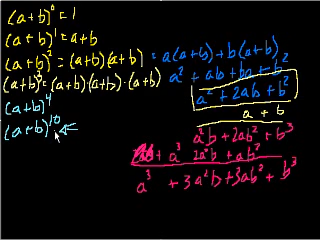 (a+b)⁰ = 1
(a+b)¹ = a+b
(a+b)² = (a+b)(a+b) = a(a+b) + b(a+b)
a² + ab + ba + b²
(a+b)³ = (a+b)·(a+b)·(a+b)
a² + 2ab + b²
(a+b)⁴
a + b
(a+b)¹⁰
a²b + 2ab² + b³
+ a³ 2a²b + ab²
a³ + 3a²b + 3ab² + b³